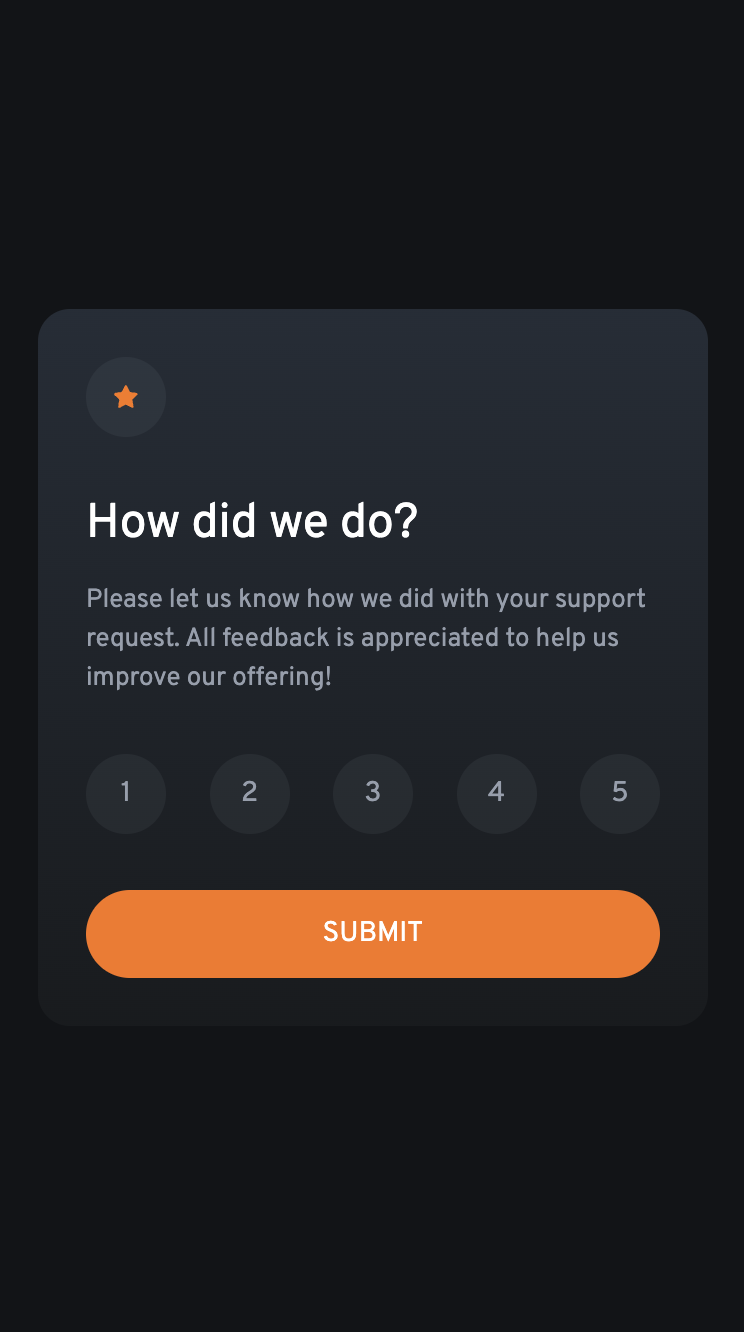 How did we do?
Please let us know how we did with your support
request. All feedback is appreciated to help us
improve our offering!
1 2 3 4 5
SUBMIT